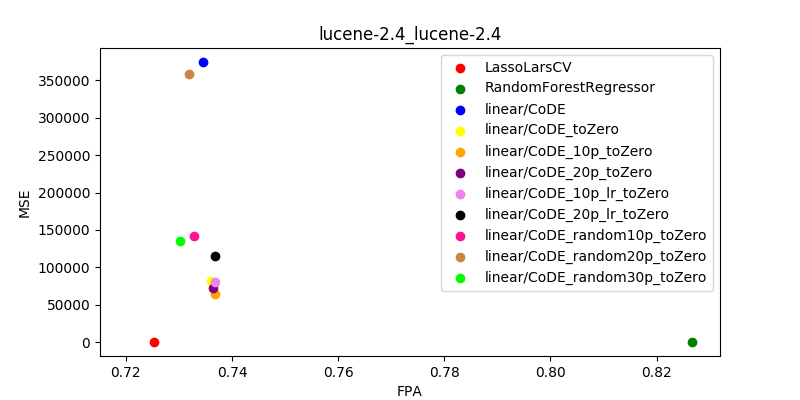 lucene-2.4_lucene-2.4
MSE
350000
300000
250000
200000
150000
100000
50000
0
0.72
0.74
0.76
0.78
0.80
0.82
FPA
LassoLarsCV
RandomForestRegressor
linear/CoDE
linear/CoDE_toZero
linear/CoDE_10p_toZero
linear/CoDE_20p_toZero
linear/CoDE_10p_lr_toZero
linear/CoDE_20p_lr_toZero
linear/CoDE_random10p_toZero
linear/CoDE_random20p_toZero
linear/CoDE_random30p_toZero